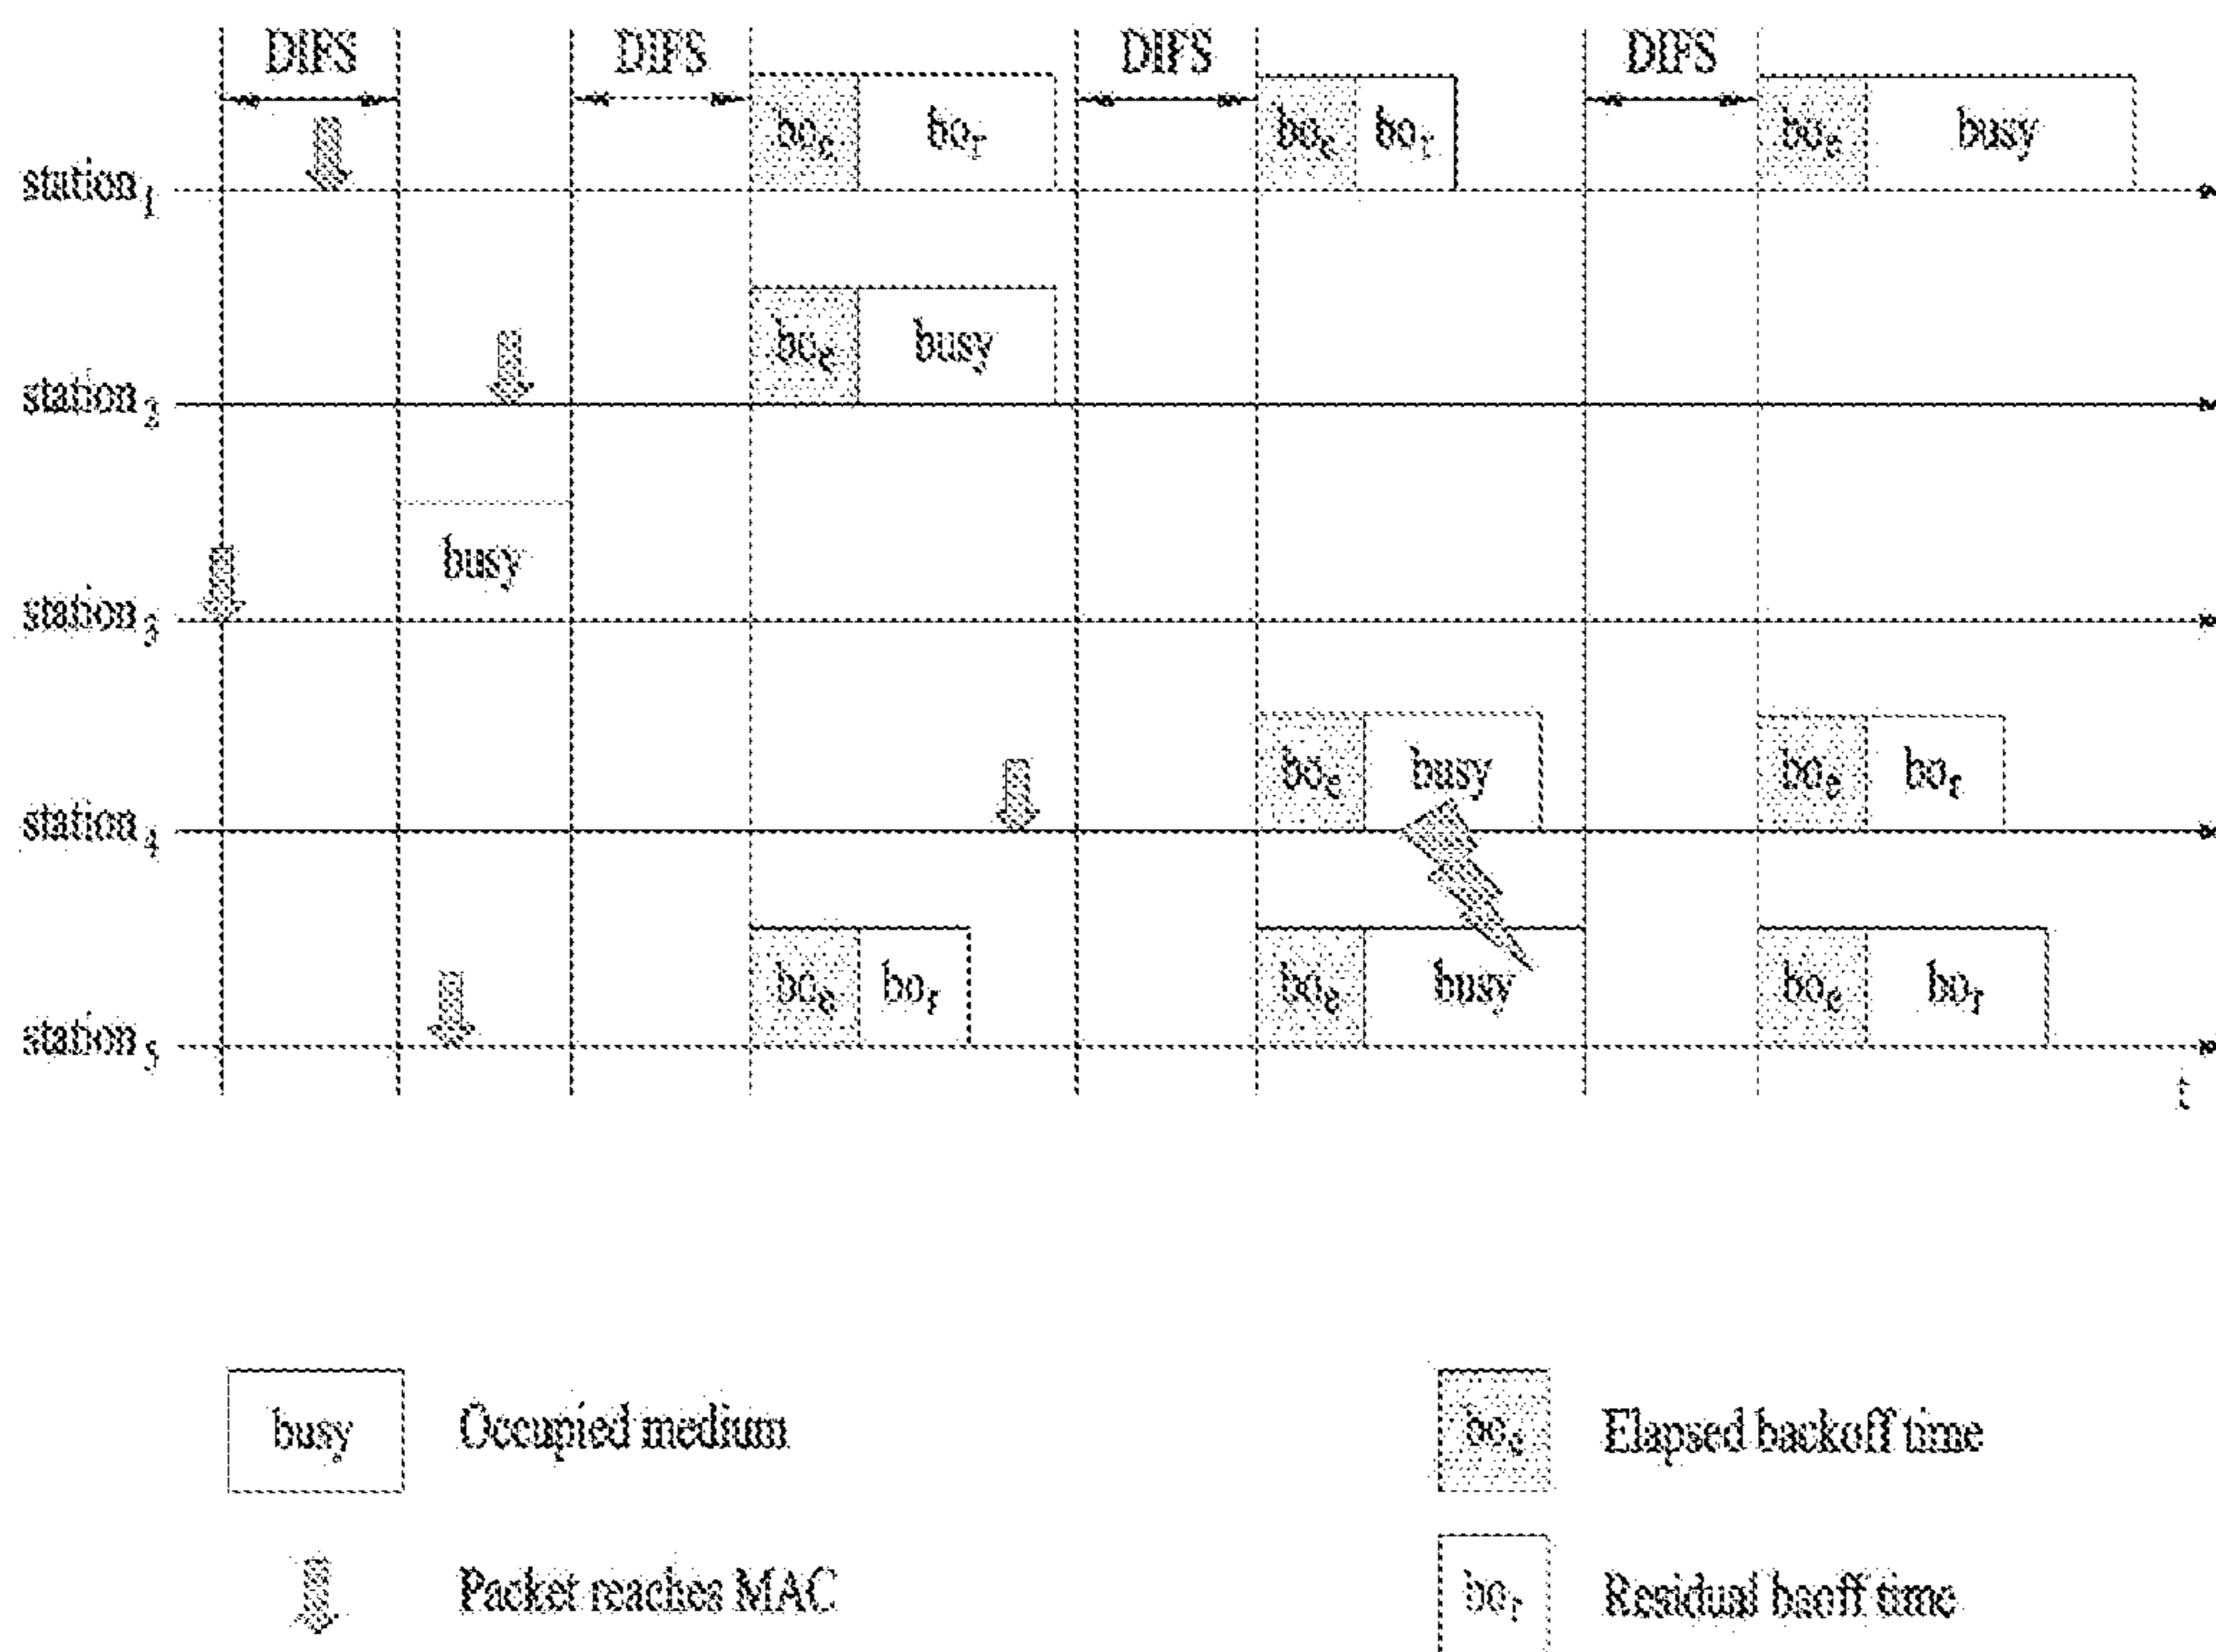 DIFS DIFS DIFS DIFS
bo_e bo_r bo_e bo_r bo_e busy
station_1
bo_e busy
station_2
busy
station_3
bo_e busy bo_e bo_r
station_4
bo_e bo_r bo_e busy bo_e bo_r
station_5
t
busy Occupied medium bo_e Elapsed backoff time
Packet reaches MAC bo_r Residual baoff time